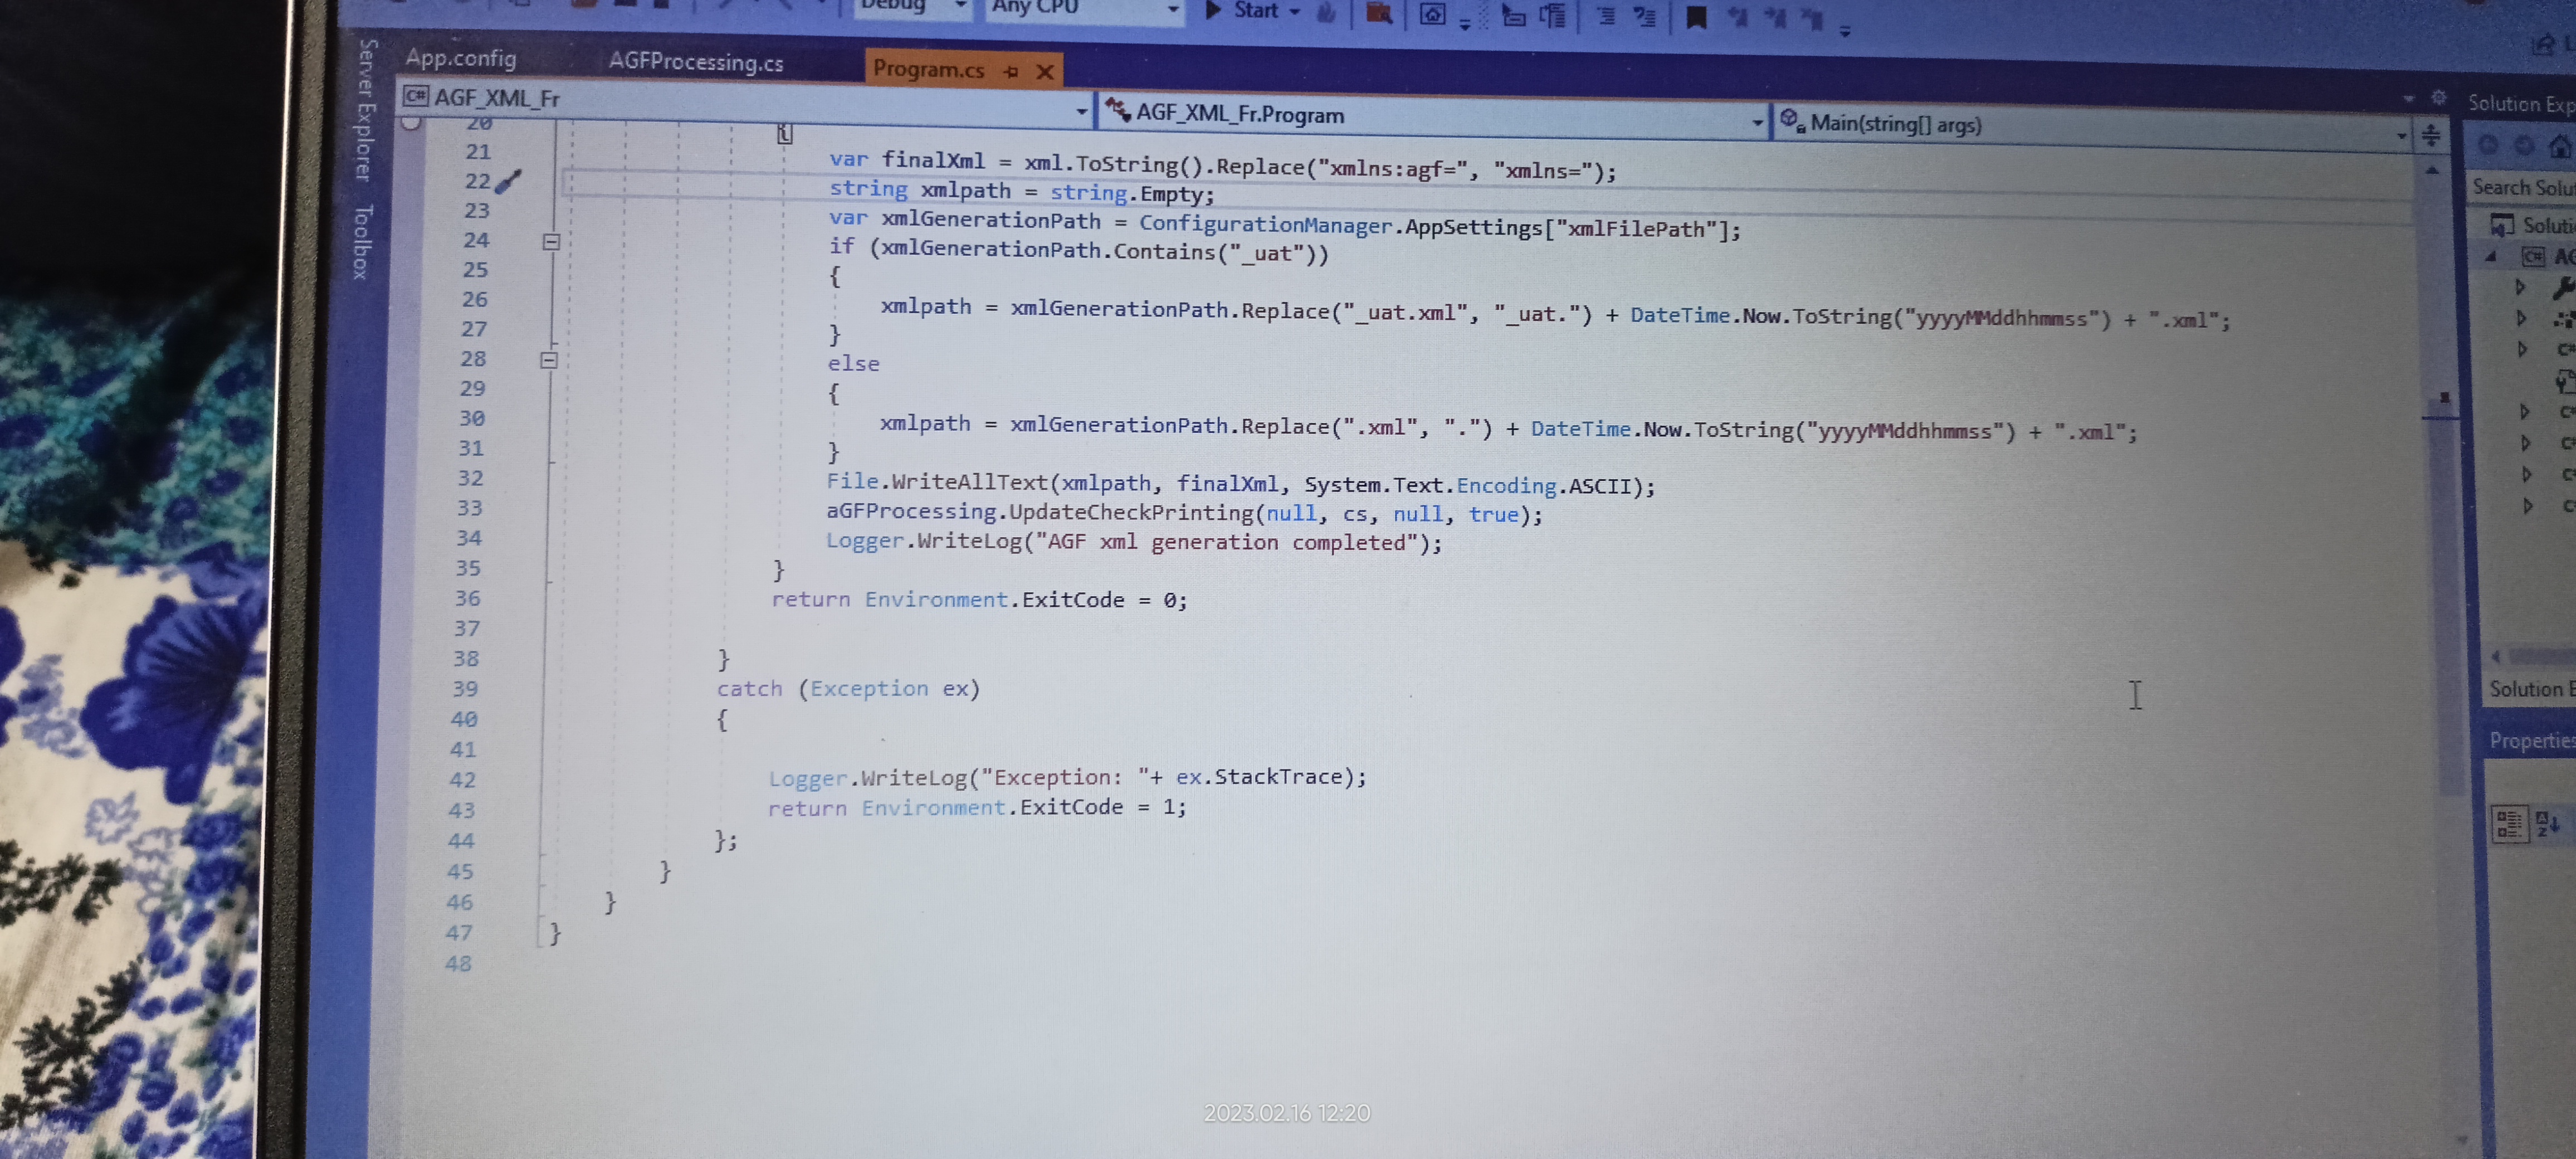 Debug Any CPU Start
Server Explorer Toolbox
App.config AGFProcessing.cs Program.cs
AGF_XML_Fr AGF_XML_Fr.Program Main(string[] args)
Solution Exp
Search Solu
Soluti
AG
20 {
21 var finalXml = xml.ToString().Replace("xmlns:agf=", "xmlns=");
22 string xmlpath = string.Empty;
23 var xmlGenerationPath = ConfigurationManager.AppSettings["xmlFilePath"];
24 if (xmlGenerationPath.Contains("_uat"))
25 {
26 xmlpath = xmlGenerationPath.Replace("_uat.xml", "_uat.") + DateTime.Now.ToString("yyyyMMddhhmmss") + ".xml";
27 }
28 else
29 {
30 xmlpath = xmlGenerationPath.Replace(".xml", ".") + DateTime.Now.ToString("yyyyMMddhhmmss") + ".xml";
31 }
32 File.WriteAllText(xmlpath, finalXml, System.Text.Encoding.ASCII);
33 aGFProcessing.UpdateCheckPrinting(null, cs, null, true);
34 Logger.WriteLog("AGF xml generation completed");
35 }
36 return Environment.ExitCode = 0;
37
38 }
39 catch (Exception ex)
40 {
41
42 Logger.WriteLog("Exception: "+ ex.StackTrace);
43 return Environment.ExitCode = 1;
44 };
45 }
46 }
47 }
48
Solution E
Properties
2023.02.16 12:20